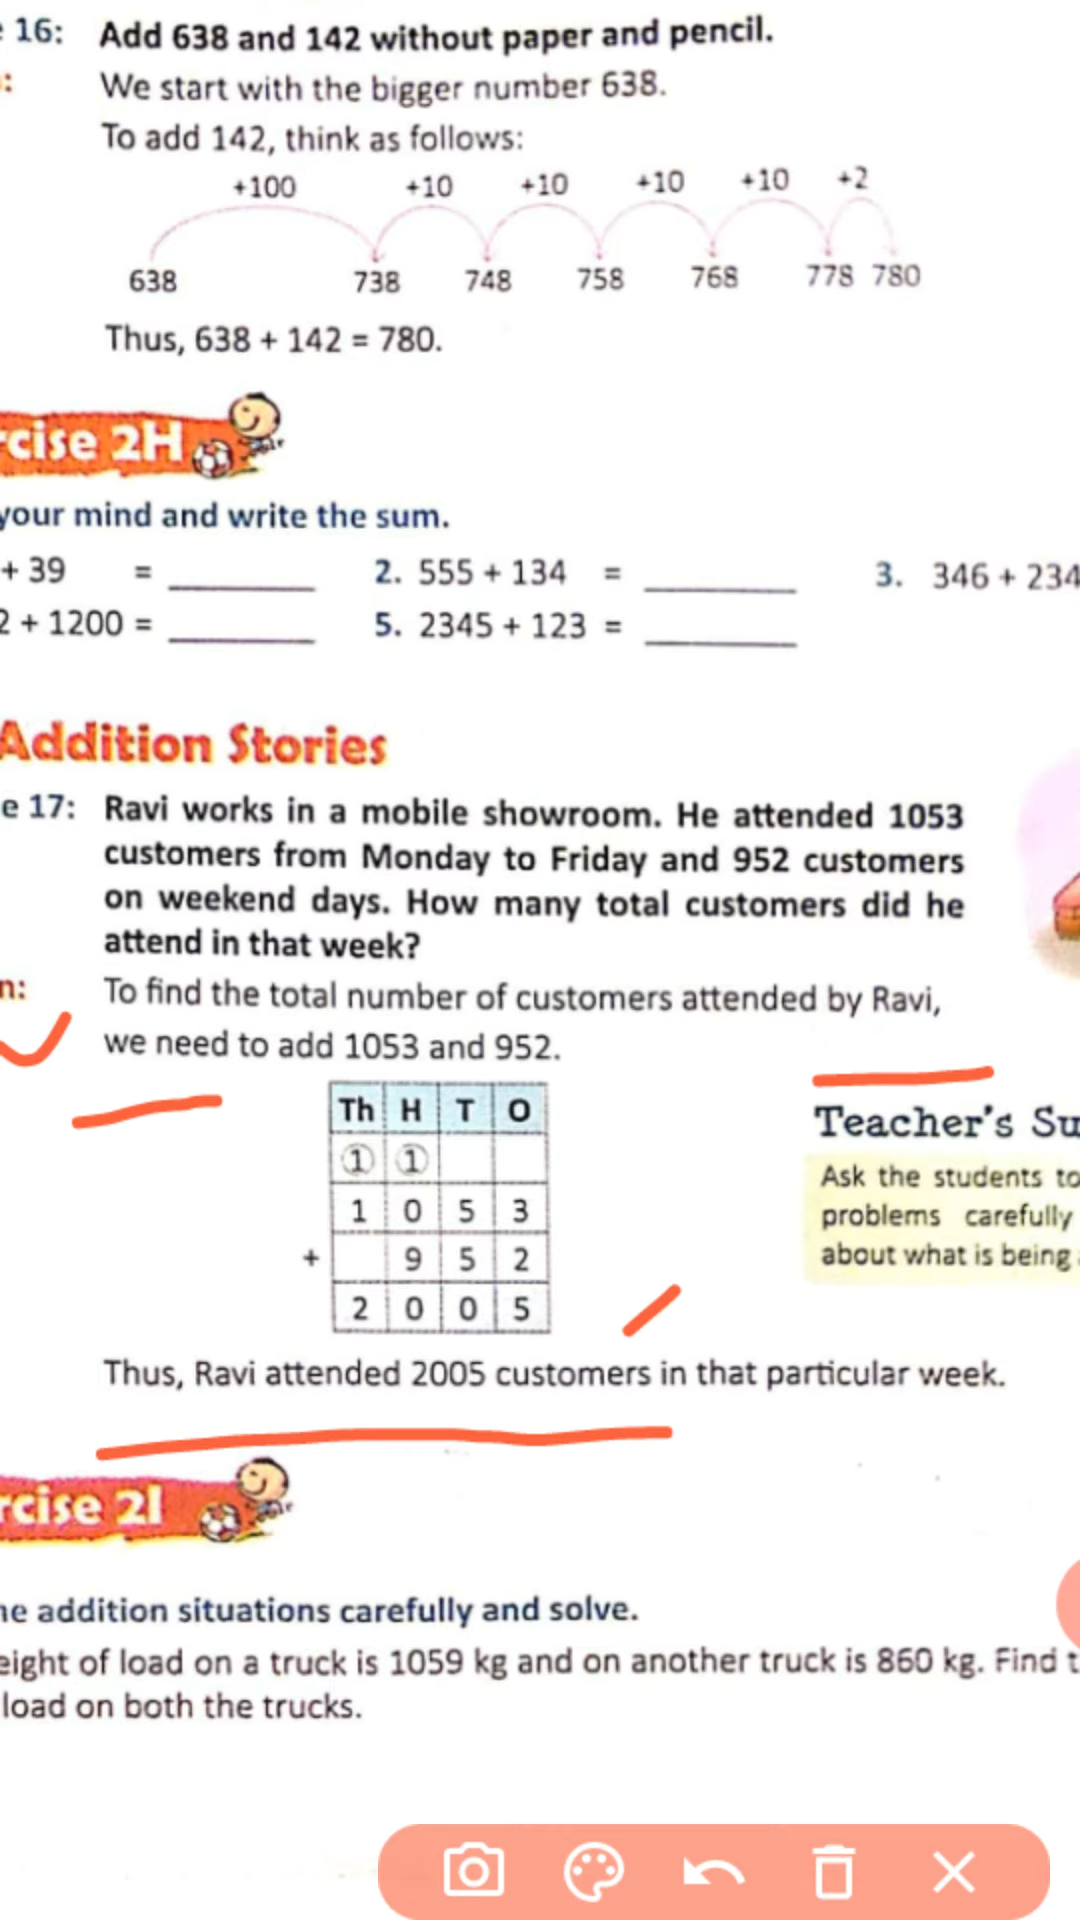 16: Add 638 and 142 without paper and pencil.
: We start with the bigger number 638.
To add 142, think as follows:
+100 +10 +10 +10 +10 +2
638 738 748 758 768 778 780
Thus, 638 + 142 = 780.
rcise 2H
your mind and write the sum.
+ 39 = ______ 2. 555 + 134 = ______ 3. 346 + 234
2 + 1200 = ______ 5. 2345 + 123 = ______
Addition Stories
e 17: Ravi works in a mobile showroom. He attended 1053
customers from Monday to Friday and 952 customers
on weekend days. How many total customers did he
attend in that week?
n: To find the total number of customers attended by Ravi,
we need to add 1053 and 952.
Th H T O
1 1
1 0 5 3
+ 9 5 2
2 0 0 5
Teacher's Su
Ask the students to
problems carefully
about what is being
Thus, Ravi attended 2005 customers in that particular week.
rcise 2I
he addition situations carefully and solve.
eight of load on a truck is 1059 kg and on another truck is 860 kg. Find t
load on both the trucks.